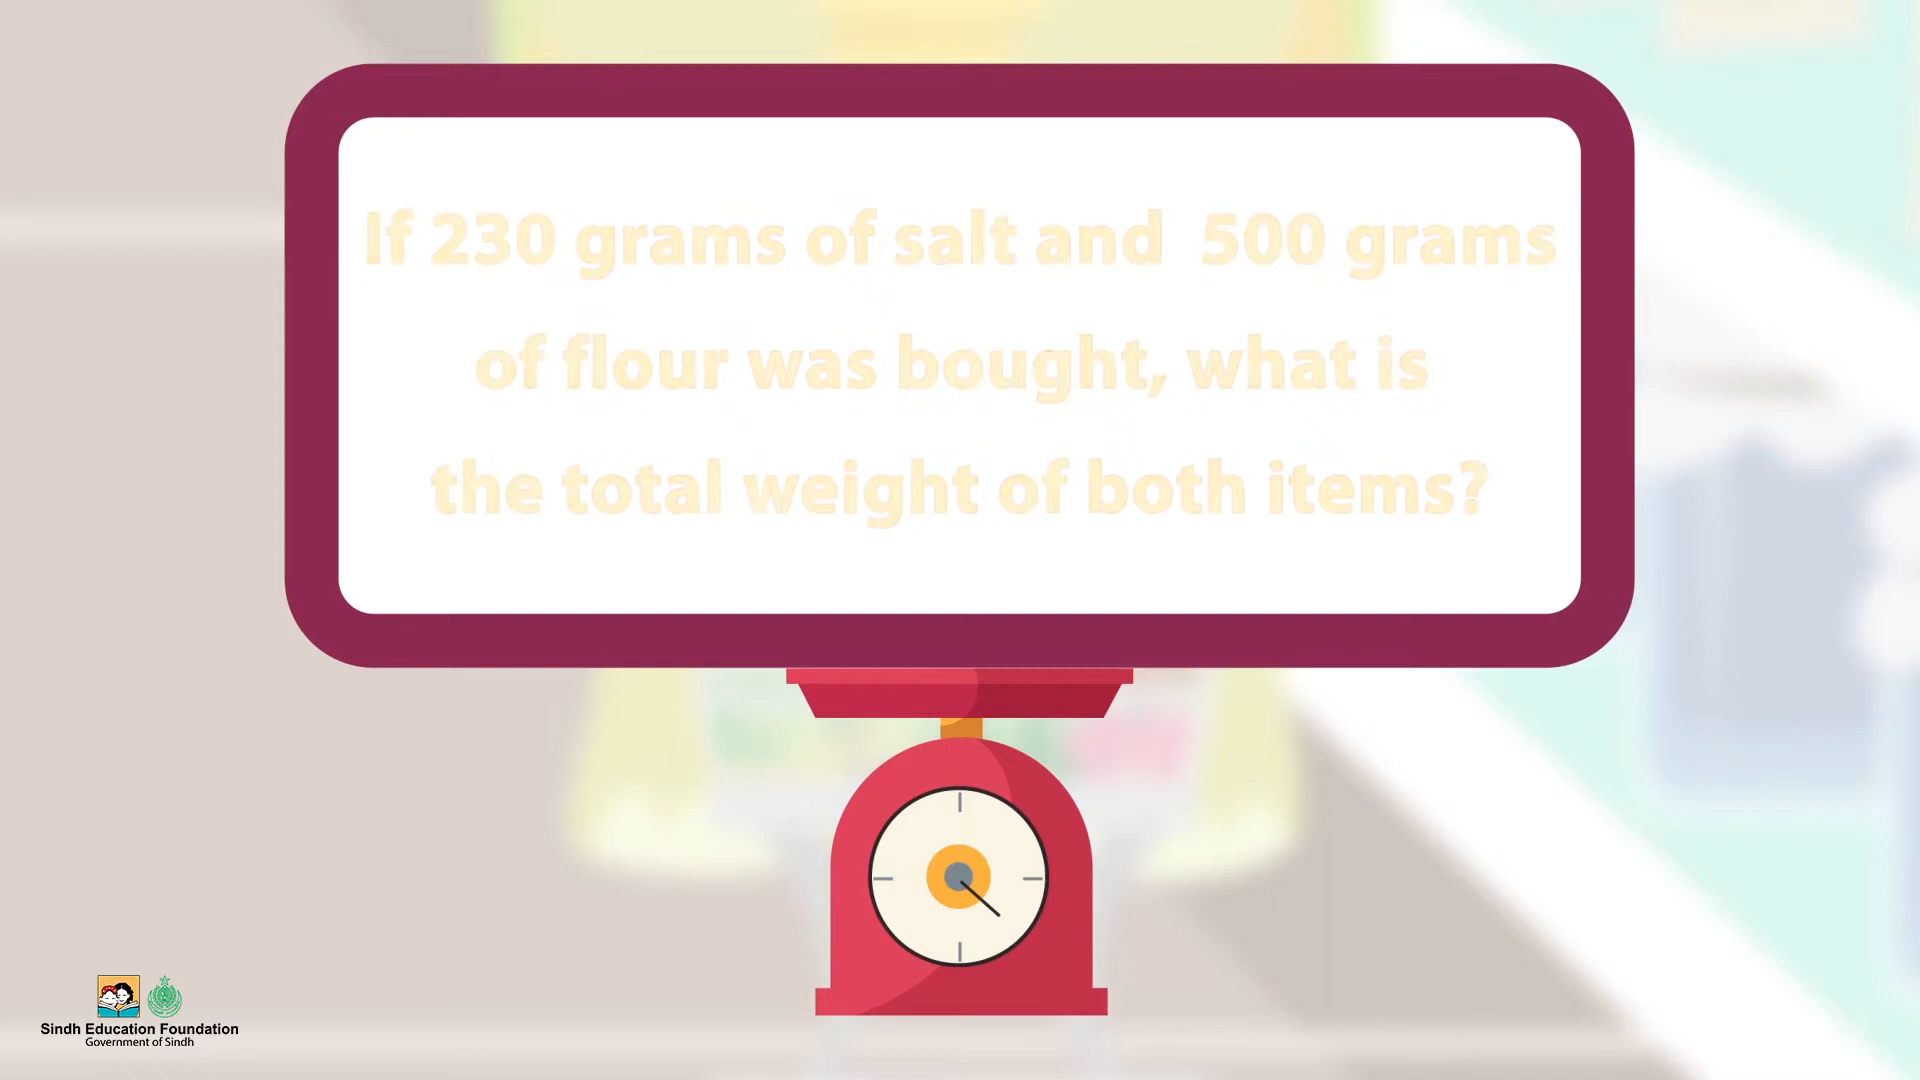 If 230 grams of salt and 500 grams
of flour was bought, what is
the total weight of both items?
Sindh Education Foundation
Government of Sindh